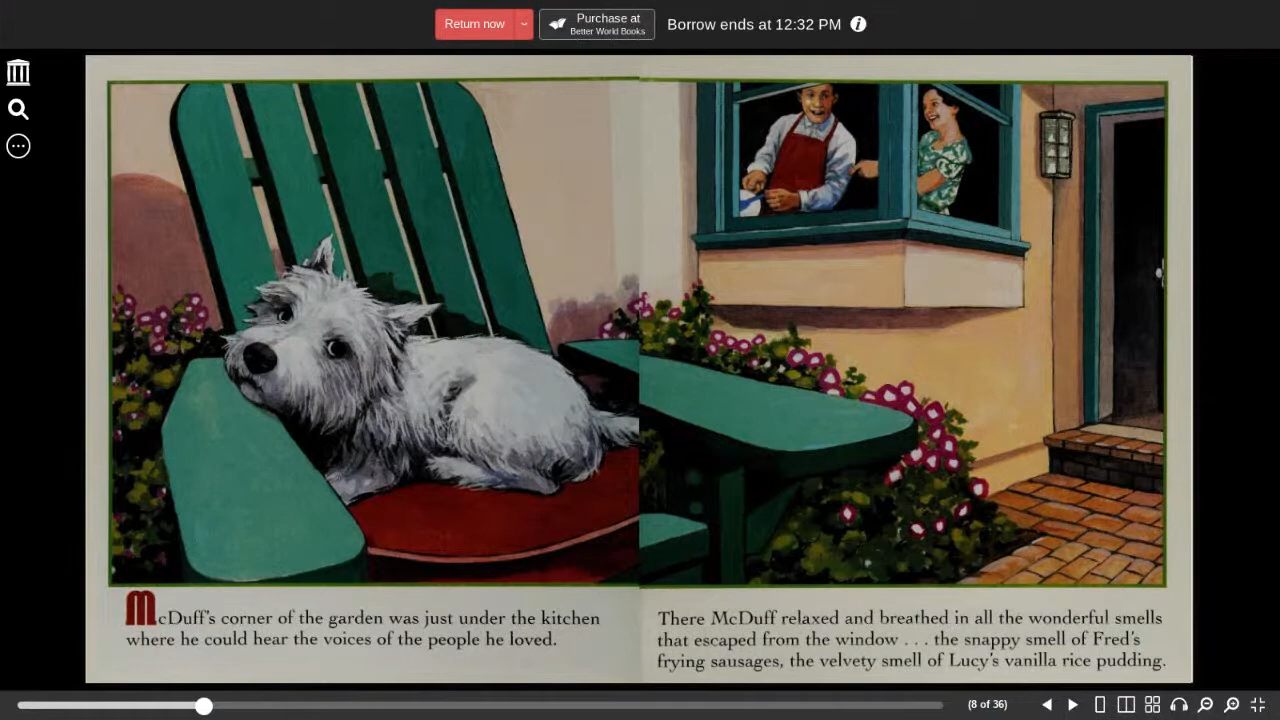 Return now
Purchase at
Better World Books
Borrow ends at 12:32 PM
McDuff's corner of the garden was just under the kitchen
where he could hear the voices of the people he loved.
There McDuff relaxed and breathed in all the wonderful smells
that escaped from the window . . . the snappy smell of Fred's
frying sausages, the velvety smell of Lucy's vanilla rice pudding.
(8 of 36)